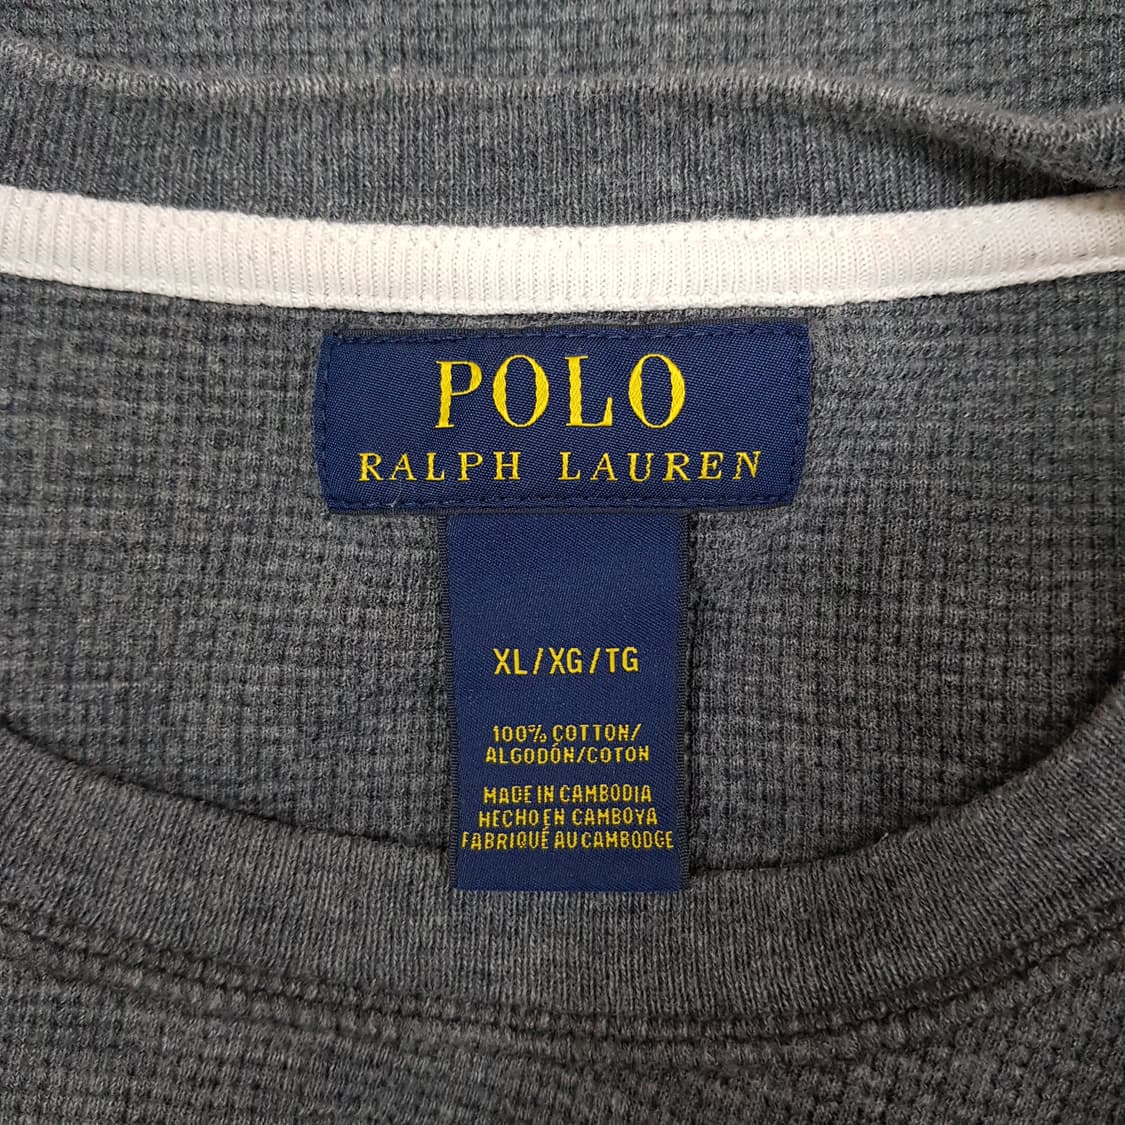 POLO
RALPH LAUREN
XL/XG/TG
100% COTTON/
ALGODÓN/COTON
MADE IN CAMBODIA
HECHO EN CAMBOYA
FABRIQUÉ AU CAMBODGE